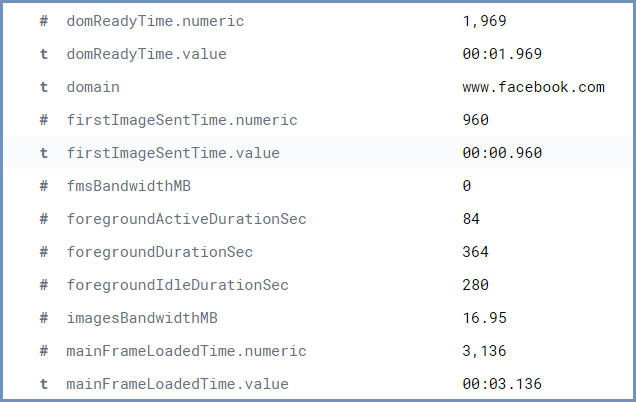 # domReadyTime.numeric 1,969
t domReadyTime.value 00:01.969
t domain www.facebook.com
# firstImageSentTime.numeric 960
t firstImageSentTime.value 00:00.960
# fmsBandwidthMB 0
# foregroundActiveDurationSec 84
# foregroundDurationSec 364
# foregroundIdleDurationSec 280
# imagesBandwidthMB 16.95
# mainFrameLoadedTime.numeric 3,136
t mainFrameLoadedTime.value 00:03.136